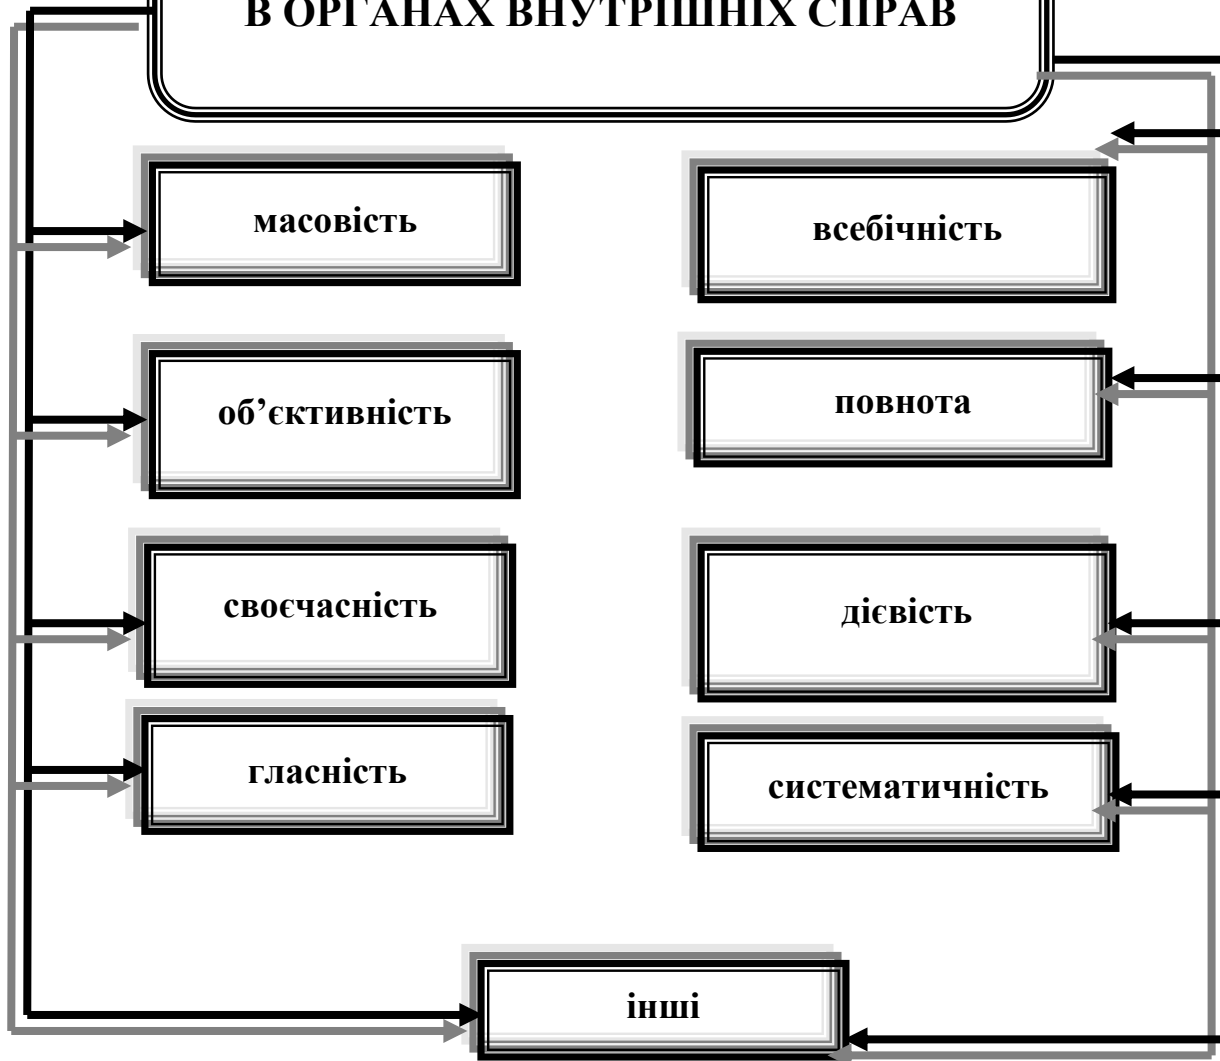 В ОРГАНАХ ВНУТРІШНІХ СПРАВ
масовість
всебічність
об’єктивність
повнота
своєчасність
дієвість
гласність
систематичність
інші